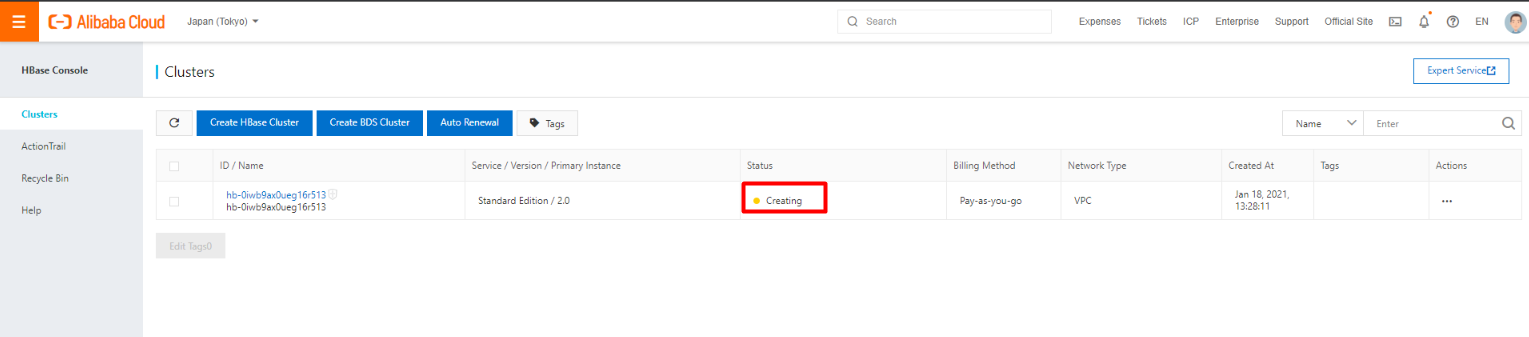 Alibaba Cloud
Japan (Tokyo)
Search
Expenses
Tickets
ICP
Enterprise
Support
Official Site
EN
HBase Console
Clusters
ActionTrail
Recycle Bin
Help
Clusters
Expert Service
Create HBase Cluster
Create BDS Cluster
Auto Renewal
Tags
Name
Enter
ID / Name
Service / Version / Primary Instance
Status
Billing Method
Network Type
Created At
Tags
Actions
hb-0iwb9ax0ueg16r513
hb-0iwb9ax0ueg16r513
Standard Edition / 2.0
Creating
Pay-as-you-go
VPC
Jan 18, 2021,
13:28:11
Edit Tags0